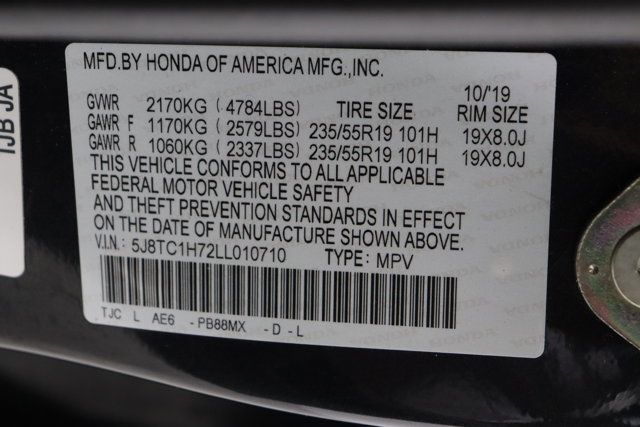 MFD.BY HONDA OF AMERICA MFG.,INC.
10/'19
GVWR 2170KG ( 4784LBS) TIRE SIZE RIM SIZE
GAWR F 1170KG ( 2579LBS) 235/55R19 101H 19X8.0J
GAWR R 1060KG ( 2337LBS) 235/55R19 101H 19X8.0J
THIS VEHICLE CONFORMS TO ALL APPLICABLE
FEDERAL MOTOR VEHICLE SAFETY
AND THEFT PREVENTION STANDARDS IN EFFECT
ON THE DATE OF MANUFACTURE SHOWN ABOVE.
V.I.N.: 5J8TC1H72LL010710 TYPE: MPV
TJC L AE6 -PB88MX -D-L
1JB JA